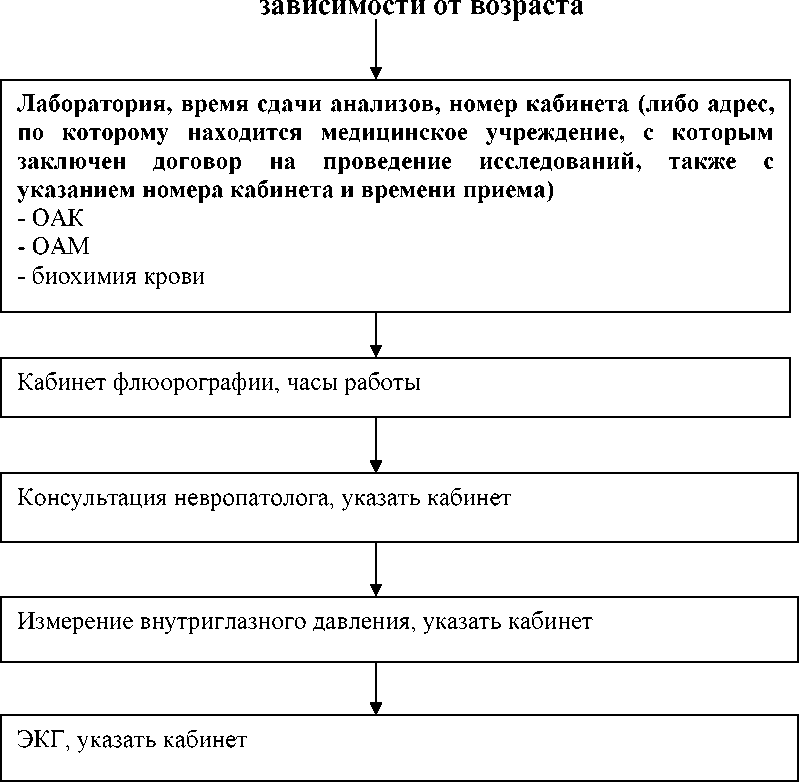 зависимости от возраста
Лаборатория, время сдачи анализов, номер кабинета (либо адрес,
по которому находится медицинское учреждение, с которым
заключен договор на проведение исследований, также с
указанием номера кабинета и времени приема)
- ОАК
- ОАМ
- биохимия крови
Кабинет флюорографии, часы работы
Консультация невропатолога, указать кабинет
Измерение внутриглазного давления, указать кабинет
ЭКГ, указать кабинет